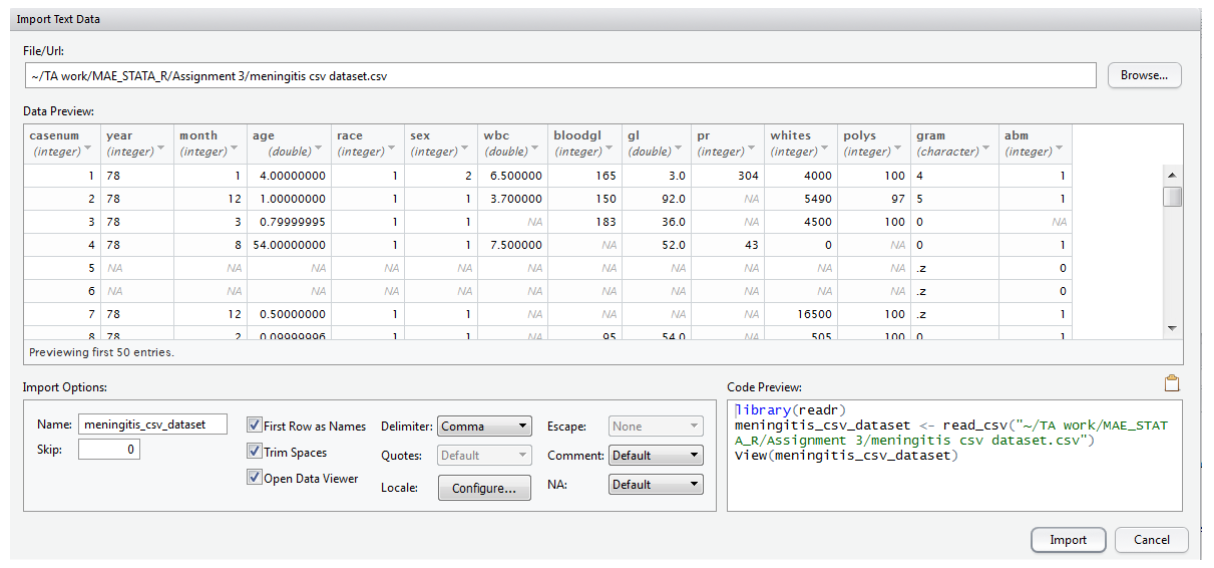 Import Text Data
File/Url:
~/TA work/MAE_STATA_R/Assignment 3/meningitis csv dataset.csv Browse...
Data Preview:
casenum year month age race sex wbc bloodgl gl pr whites polys gram abm
(integer) (integer) (integer) (double) (integer) (integer) (double) (integer) (double) (integer) (integer) (integer) (character) (integer)
1 78 1 4.00000000 1 2 6.500000 165 3.0 304 4000 100 4 1
2 78 12 1.00000000 1 1 3.700000 150 92.0 NA 5490 97 5 1
3 78 3 0.79999995 1 1 NA 183 36.0 NA 4500 100 0 NA
4 78 8 54.00000000 1 1 7.500000 NA 52.0 43 0 NA 0 1
5 NA NA NA NA NA NA NA NA NA NA NA .z 0
6 NA NA NA NA NA NA NA NA NA NA NA .z 0
7 78 12 0.50000000 1 1 NA NA NA NA 16500 100 .z 1
8 78 2 0.09999996 1 1 NA 95 54.0 NA 505 100 0 1
Previewing first 50 entries.
Import Options:
Name: meningitis_csv_dataset First Row as Names Delimiter: Comma Escape: None
Skip: 0 Trim Spaces Quotes: Default Comment: Default
Open Data Viewer Locale: Configure... NA: Default
Code Preview:
library(readr)
meningitis_csv_dataset <- read_csv("~/TA work/MAE_STAT
A_R/Assignment 3/meningitis csv dataset.csv")
View(meningitis_csv_dataset)
Import Cancel